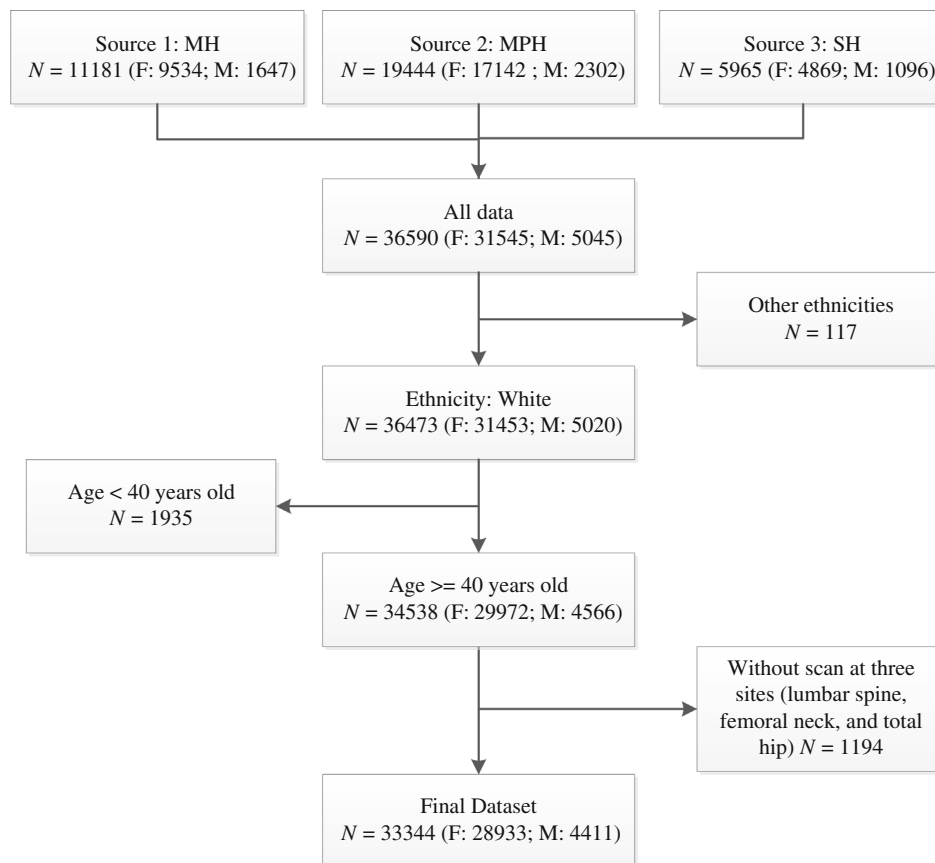 Source 1: MH
N = 11181 (F: 9534; M: 1647)
Source 2: MPH
N = 19444 (F: 17142 ; M: 2302)
Source 3: SH
N = 5965 (F: 4869; M: 1096)
All data
N = 36590 (F: 31545; M: 5045)
Other ethnicities
N = 117
Ethnicity: White
N = 36473 (F: 31453; M: 5020)
Age < 40 years old
N = 1935
Age >= 40 years old
N = 34538 (F: 29972; M: 4566)
Without scan at three
sites (lumbar spine,
femoral neck, and total
hip) N = 1194
Final Dataset
N = 33344 (F: 28933; M: 4411)